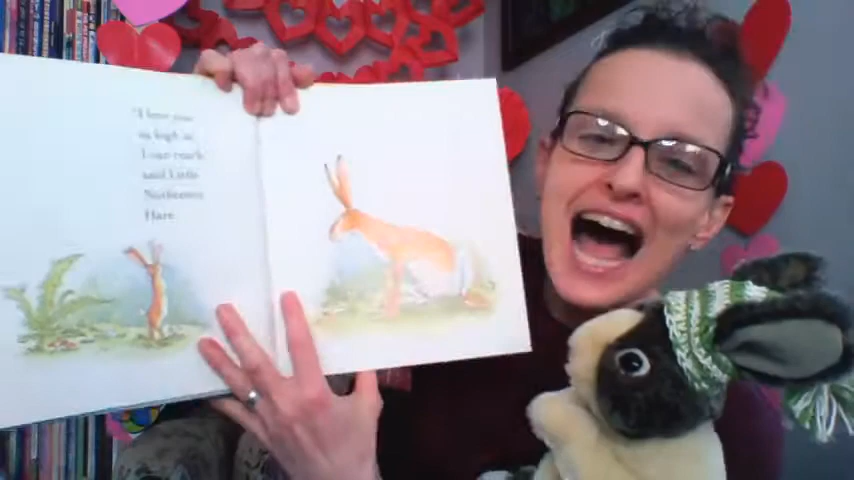 "I love you
as high as
I can reach,"
said Little
Nutbrown
Hare.